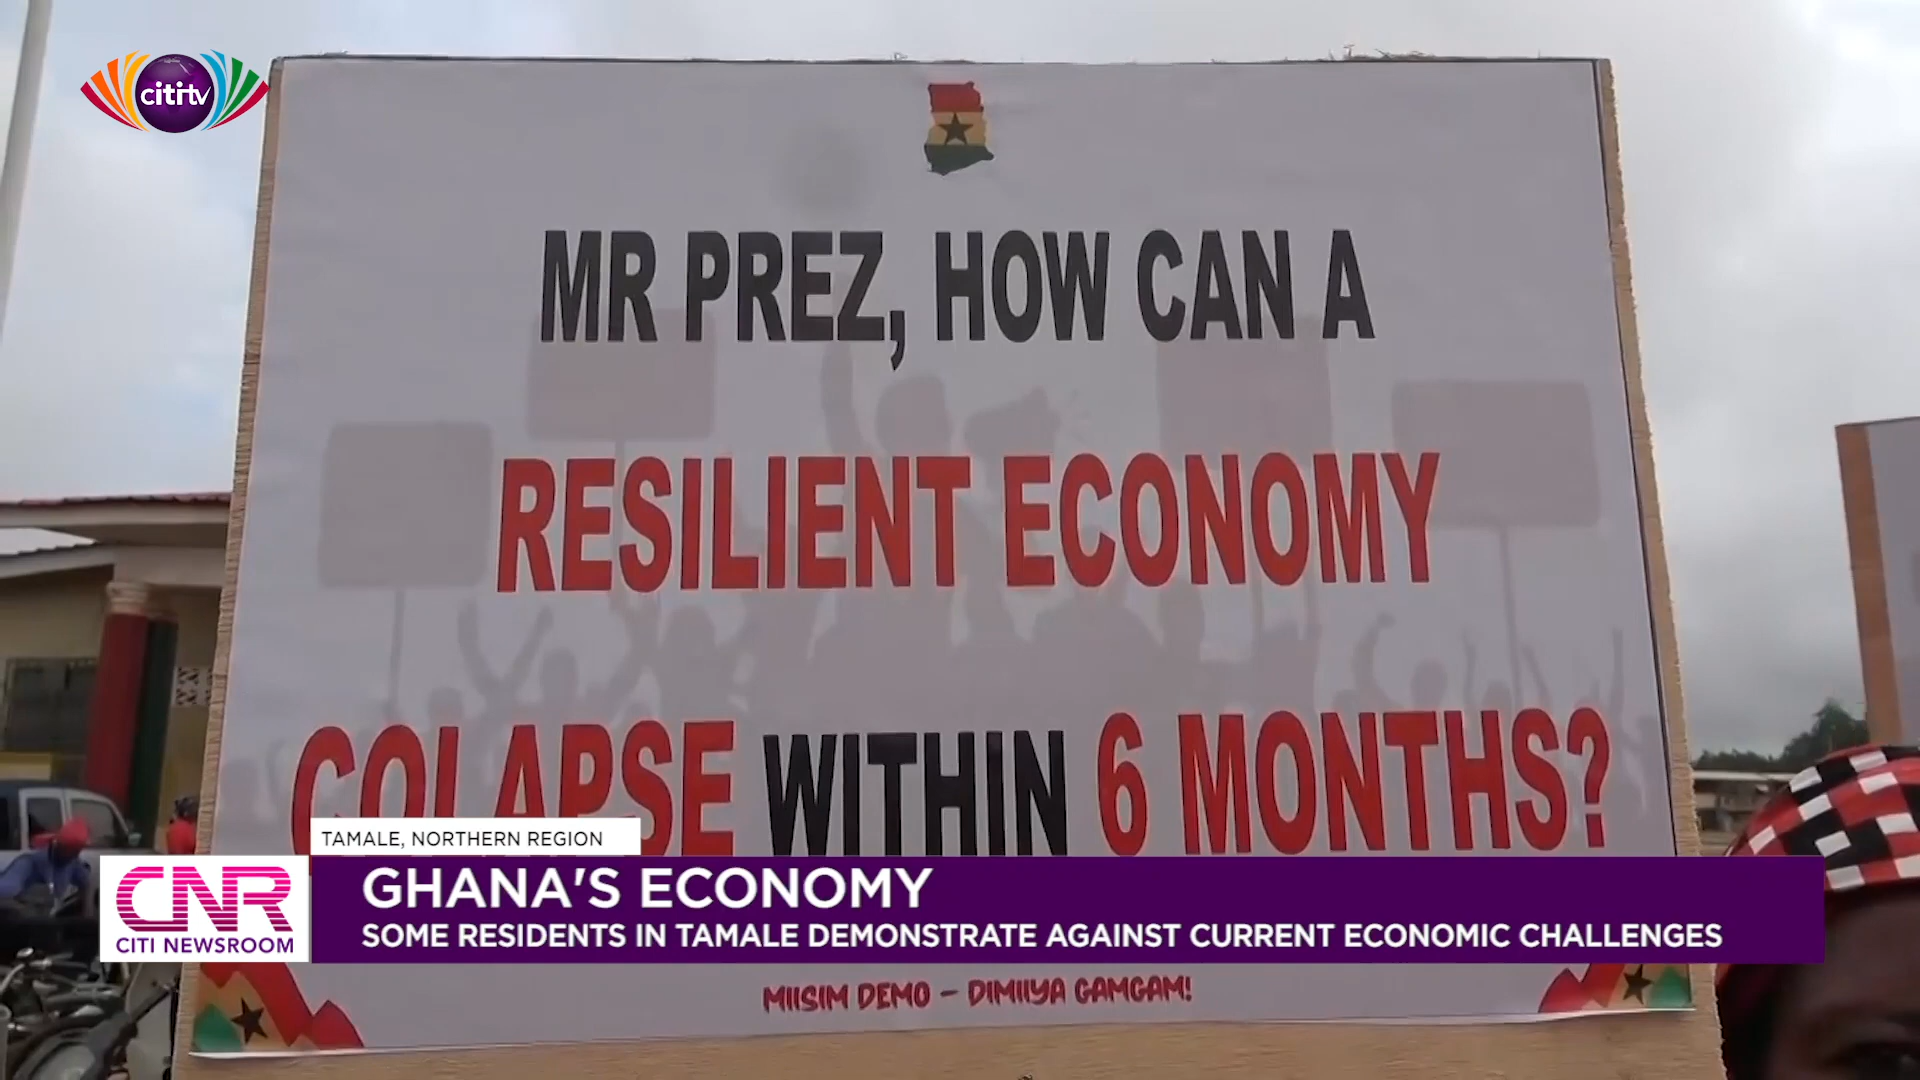 citi tv
MR PREZ, HOW CAN A
RESILIENT ECONOMY
COLAPSE WITHIN 6 MONTHS?
TAMALE, NORTHERN REGION
CNR
CITI NEWSROOM
GHANA'S ECONOMY
SOME RESIDENTS IN TAMALE DEMONSTRATE AGAINST CURRENT ECONOMIC CHALLENGES
MIISIM DEMO – DIMIIYA GAMGAM!